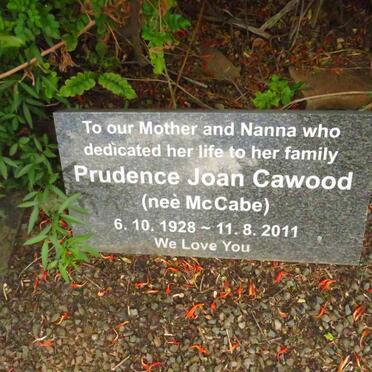 To our Mother and Nanna who
dedicated her life to her family
Prudence Joan Cawood
(neè McCabe)
6. 10. 1928 ~ 11. 8. 2011
We Love You